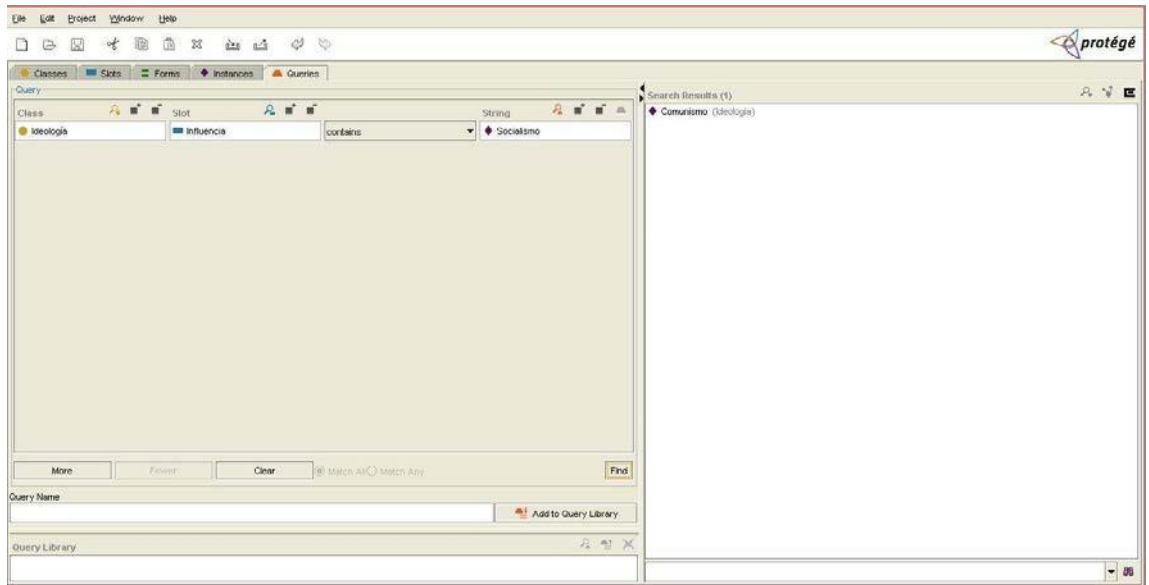 File Edit Project Window Help
protégé
Classes Slots Forms Instances Queries
Query
Class Slot String
Ideología Influencia contains Socialismo
Search Results (1)
Comunismo (Ideología)
More Fewer Clear Match All Match Any Find
Query Name
Add to Query Library
Query Library